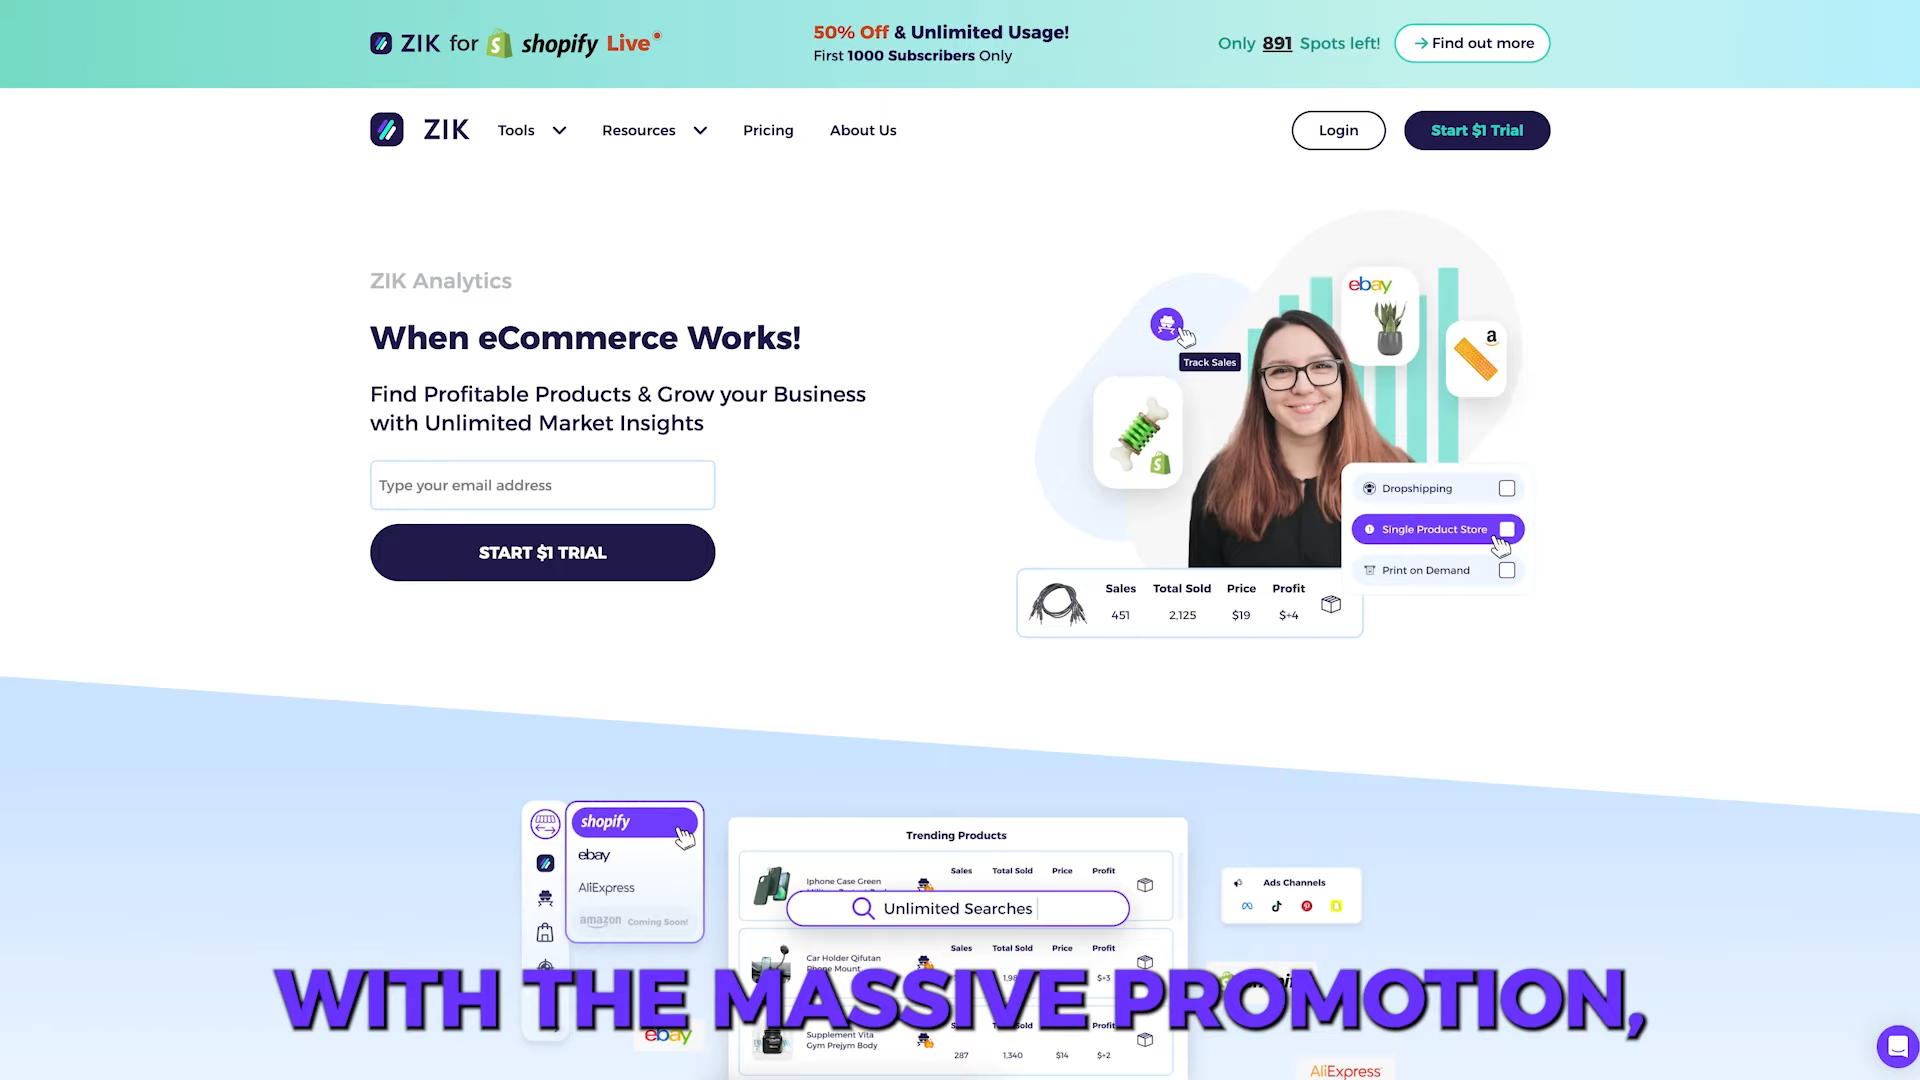 ZIK for shopify Live
50% Off & Unlimited Usage!
First 1000 Subscribers Only
Only 891 Spots left!
Find out more
ZIK
Tools
Resources
Pricing
About Us
Login
Start $1 Trial
ZIK Analytics
When eCommerce Works!
Find Profitable Products & Grow your Business
with Unlimited Market Insights
Type your email address
START $1 TRIAL
ebay
a
Track Sales
Dropshipping
Single Product Store
Print on Demand
Sales Total Sold Price Profit
451 2,125 $19 $+4
shopify
ebay
AliExpress
amazon Coming Soon!
Trending Products
Sales Total Sold Price Profit
Iphone Case Green
Unlimited Searches
Sales Total Sold Price Profit
Car Holder Qifutan
Phone Mount
$+3
Supplement Vita
Gym Prejym Body
287 1,340 $14 $+2
Ads Channels
WITH THE MASSIVE PROMOTION,
ebay
AliExpress